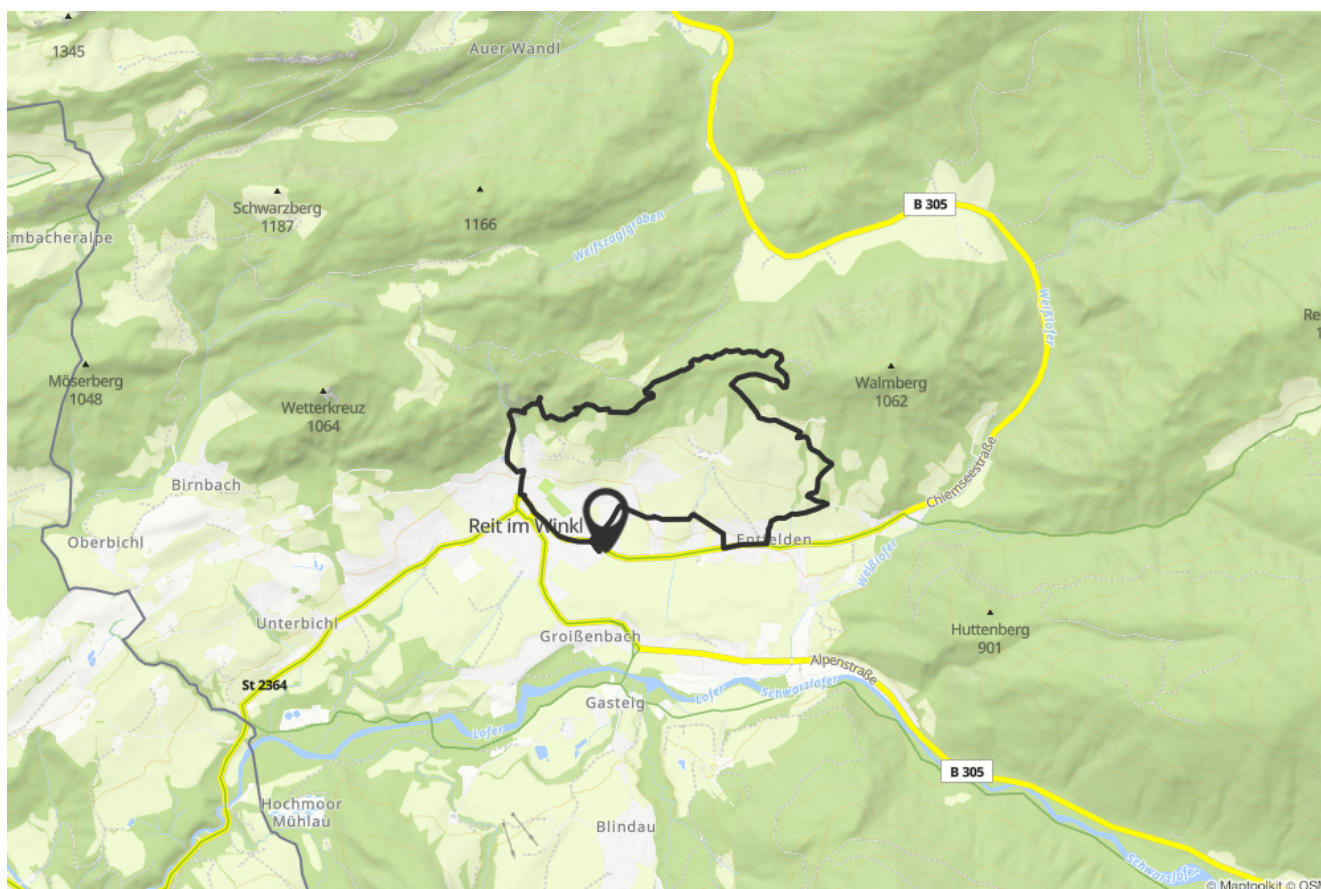 1345
Auer Wandl
B 305
Schwarzberg
1187
1166
Weißzaglgraben
Embacheralpe
Weißlofer
Möserberg
1048
Wetterkreuz
1064
Walmberg
1062
Birnbach
Chiemseestraße
Reit im Winkl
Entfelden
Oberbichl
Weißlofer
Unterbichl
Groißenbach
Huttenberg
901
Alpenstraße
St 2364
Gasteig
Lofer
Schwarzlofer
Lofer
B 305
Hochmoor
Mühlau
Blindau
Schwarzlofer
© Maptoolkit © OSM